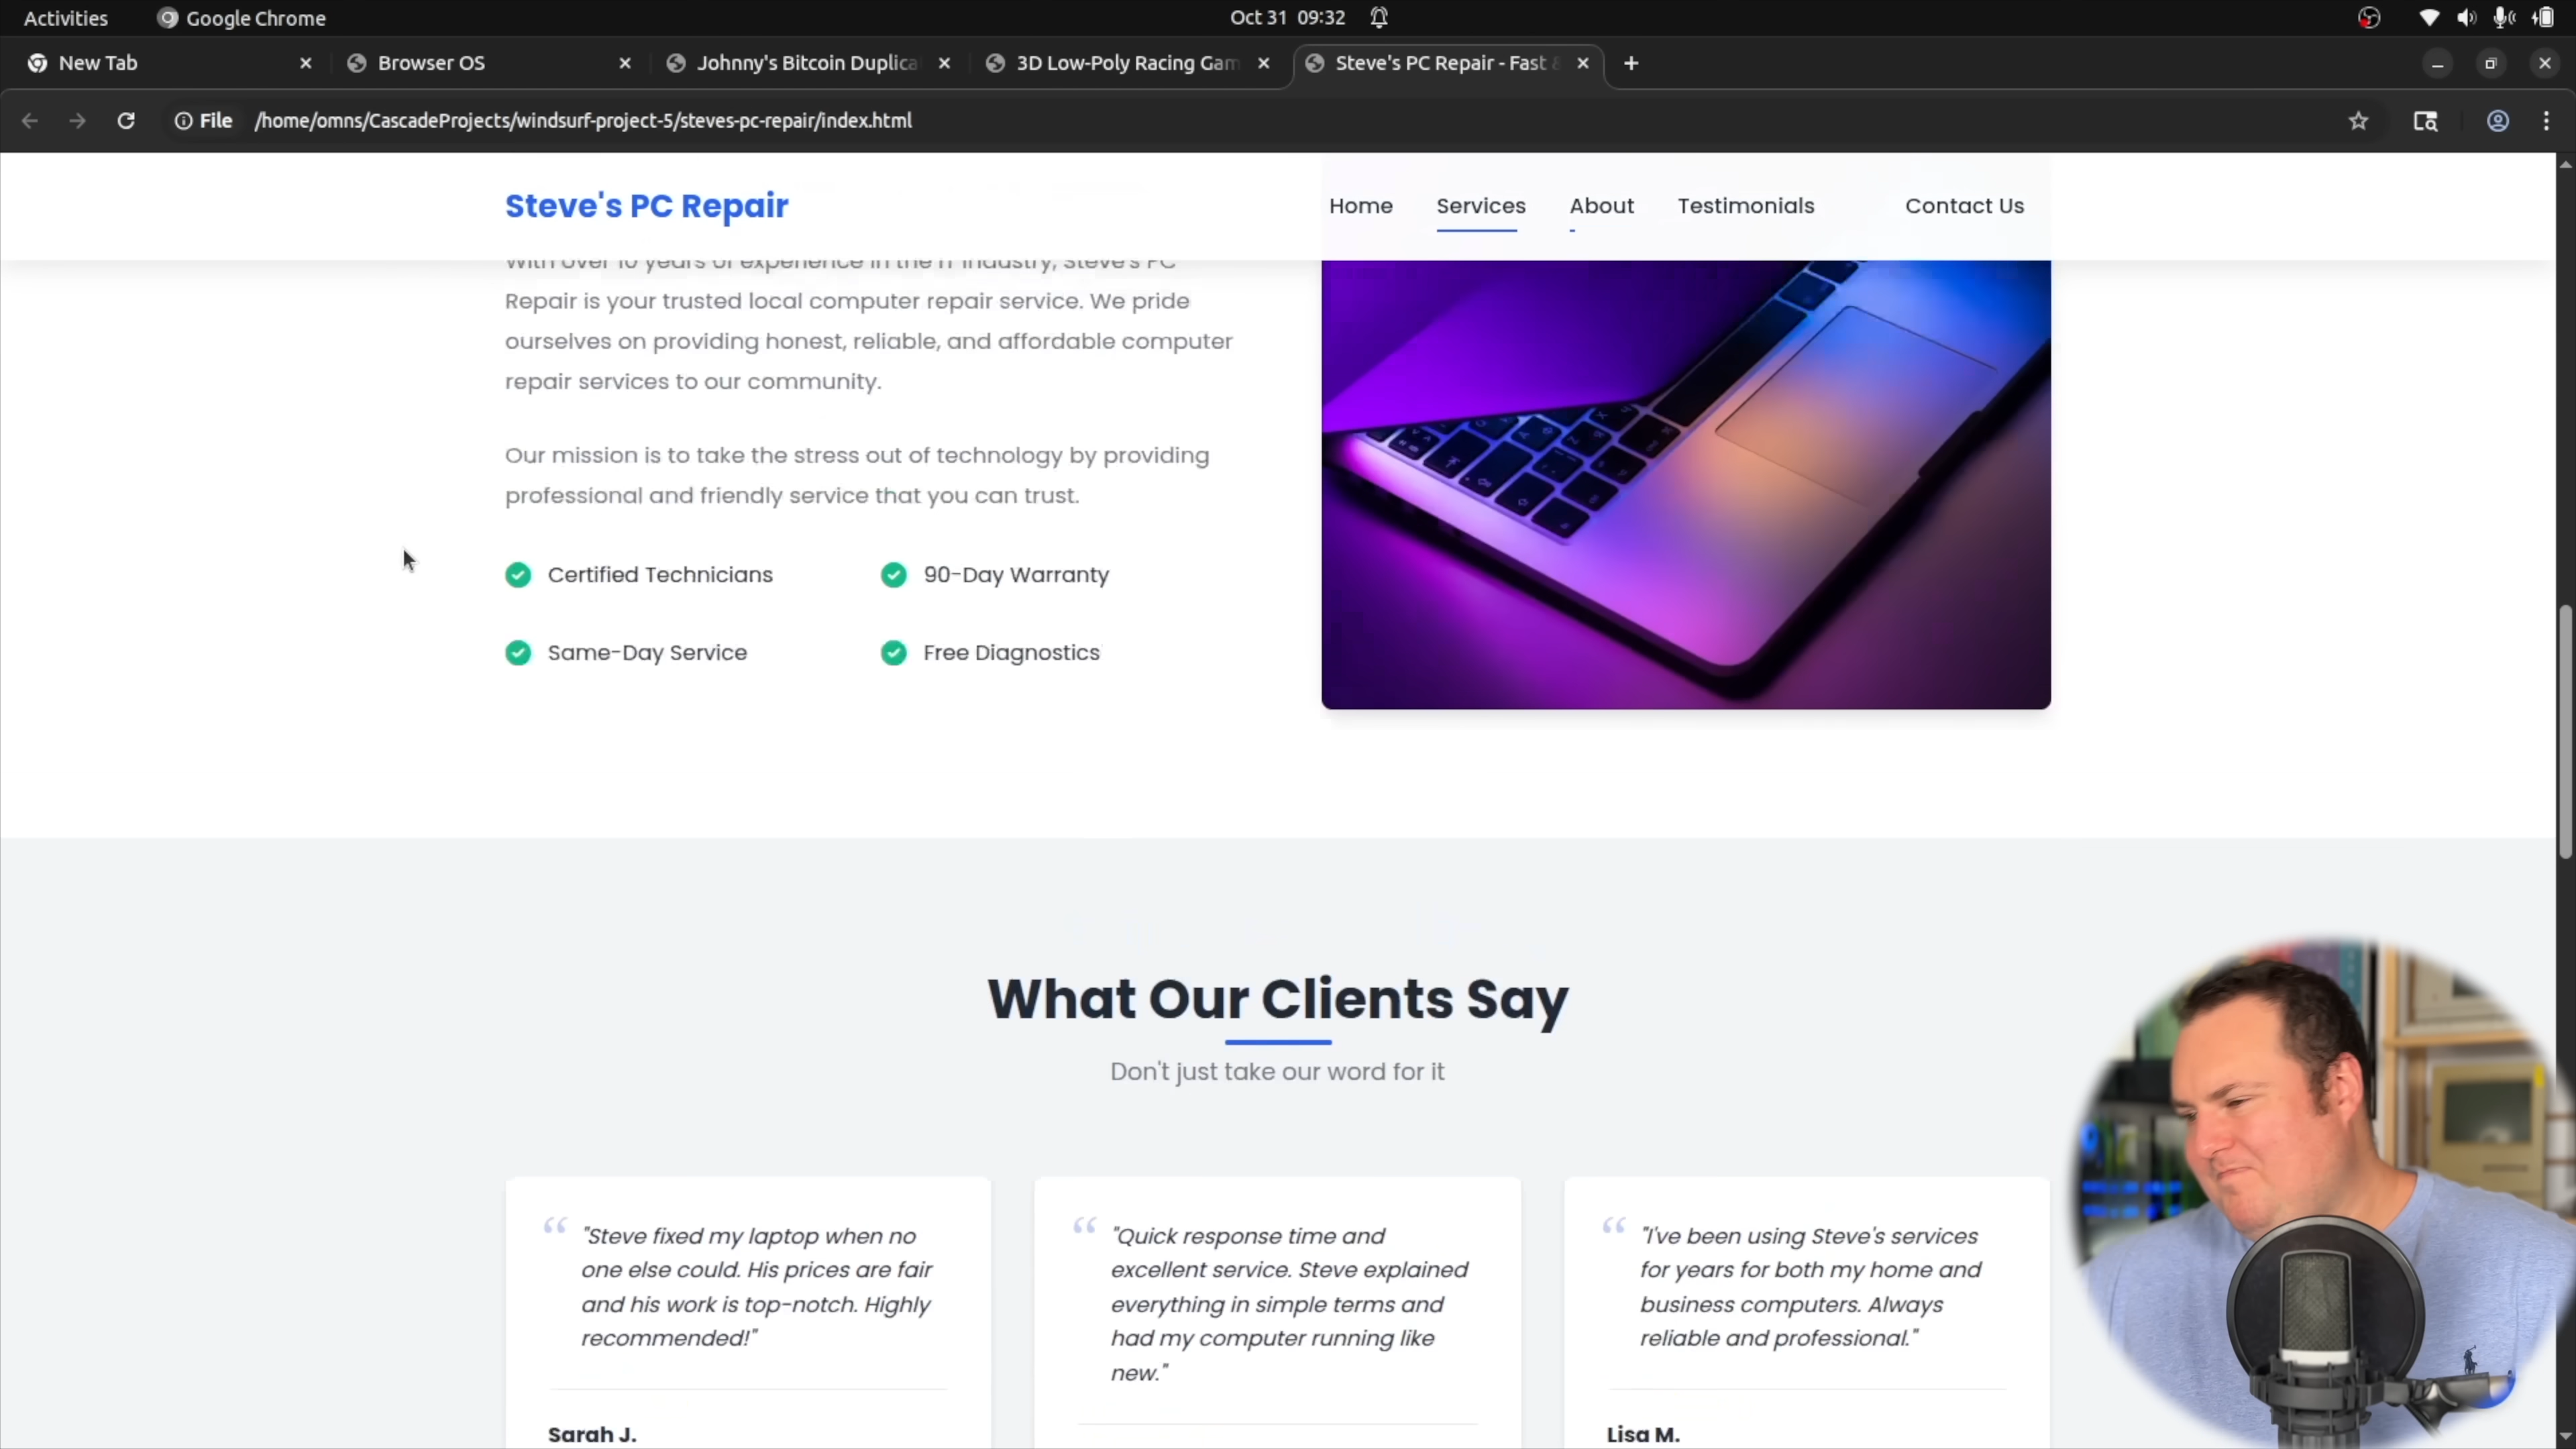 Activities
Google Chrome
Oct 31 09:32
New Tab
Browser OS
Johnny's Bitcoin Duplica
3D Low-Poly Racing Gam
Steve's PC Repair - Fast &
File
/home/omns/CascadeProjects/windsurf-project-5/steves-pc-repair/index.html
Steve's PC Repair
Home
Services
About
Testimonials
Contact Us
With over 10 years of experience in the IT industry, Steve's PC
Repair is your trusted local computer repair service. We pride
ourselves on providing honest, reliable, and affordable computer
repair services to our community.
Our mission is to take the stress out of technology by providing
professional and friendly service that you can trust.
Certified Technicians
90-Day Warranty
Same-Day Service
Free Diagnostics
What Our Clients Say
Don't just take our word for it
“
"Steve fixed my laptop when no
one else could. His prices are fair
and his work is top-notch. Highly
recommended!"
Sarah J.
“
"Quick response time and
excellent service. Steve explained
everything in simple terms and
had my computer running like
new."
“
"I've been using Steve's services
for years for both my home and
business computers. Always
reliable and professional."
Lisa M.